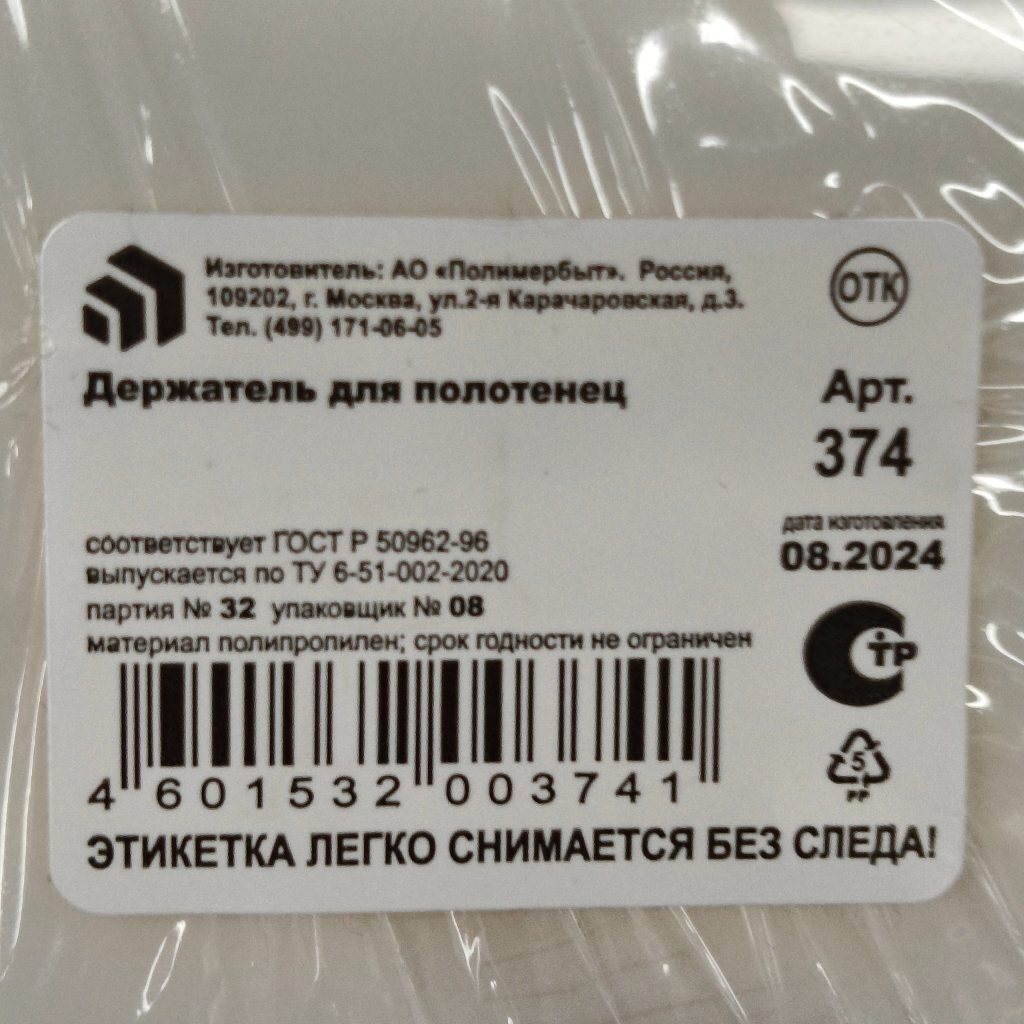 Изготовитель: АО «Полимербыт». Россия,
109202, г. Москва, ул.2-я Карачаровская, д.3.
Тел. (499) 171-06-05
ОТК
Держатель для полотенец
Арт.
374
соответствует ГОСТ Р 50962-96
выпускается по ТУ 6-51-002-2020
партия № 32 упаковщик № 08
материал полипропилен; срок годности не ограничен
дата изготовления
08.2024
ТР
5
PP
4 601532 003741
ЭТИКЕТКА ЛЕГКО СНИМАЕТСЯ БЕЗ СЛЕДА!